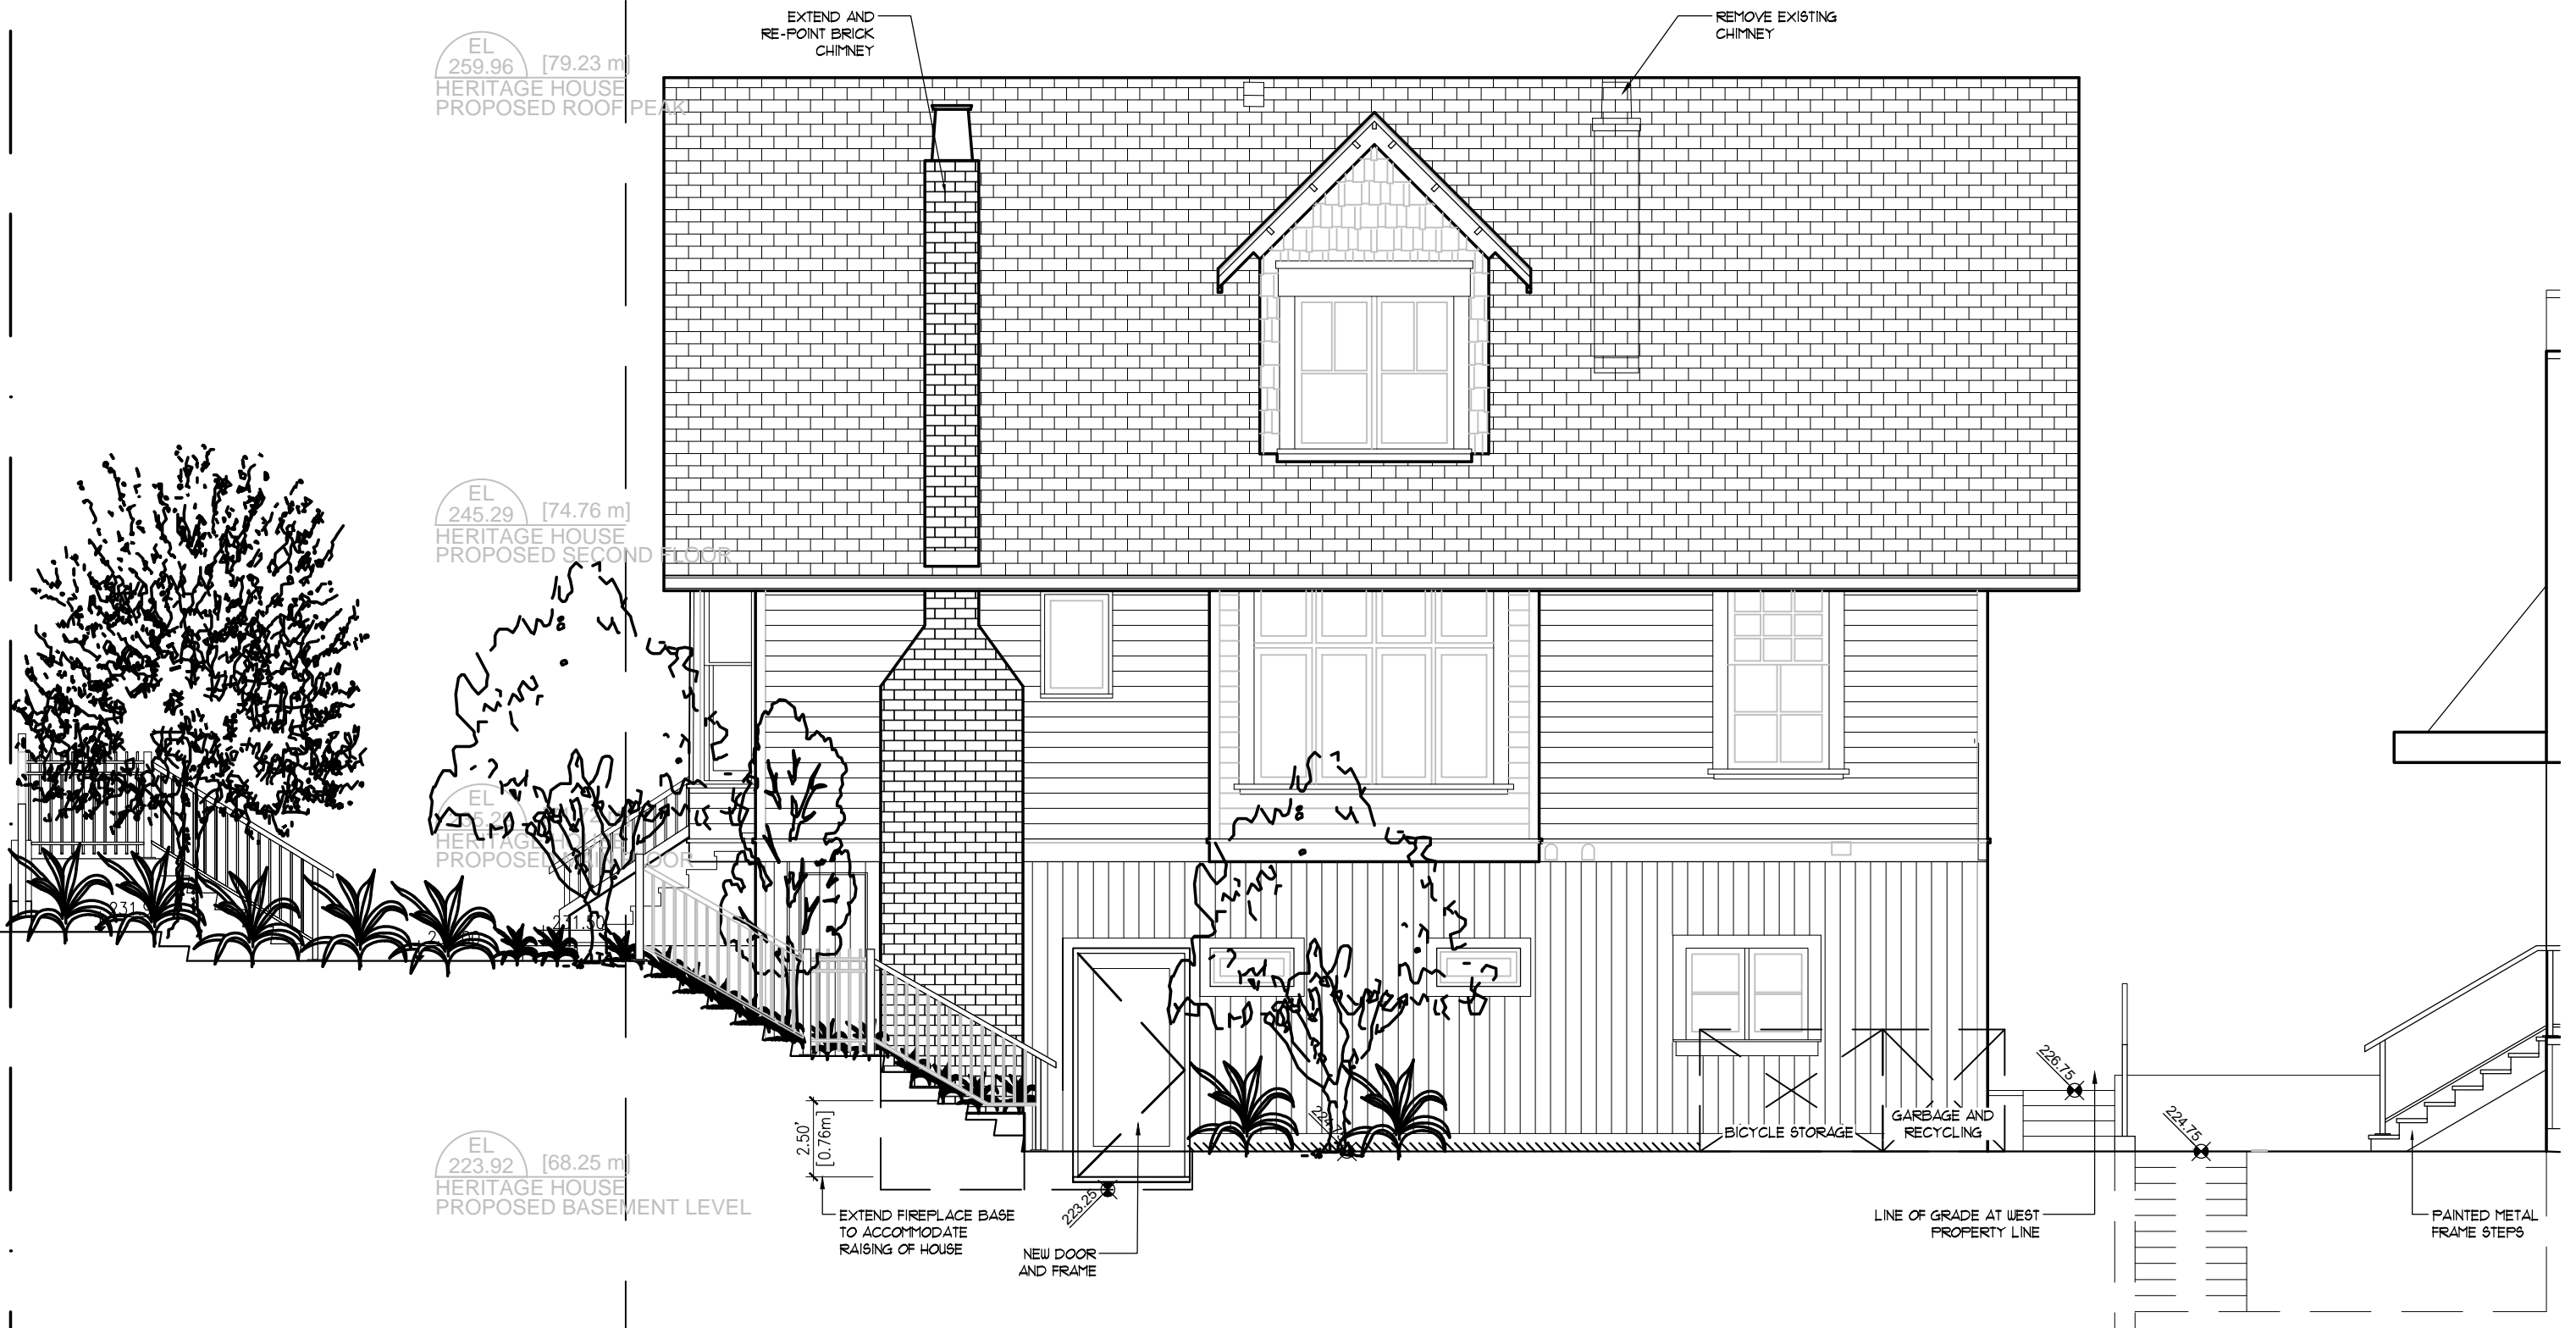 EXTEND AND
RE-POINT BRICK
CHIMNEY
REMOVE EXISTING
CHIMNEY
EL
259.96 [79.23 m]
HERITAGE HOUSE
PROPOSED ROOF PEAK
EL
245.29 [74.76 m]
HERITAGE HOUSE
PROPOSED SECOND FLOOR
EL
HERITAGE
PROPOSED MAIN FLOOR
231.50
226.75
224.75
GARBAGE AND
RECYCLING
BICYCLE STORAGE
2.50'
[0.76m]
EL
223.92 [68.25 m]
HERITAGE HOUSE
PROPOSED BASEMENT LEVEL
223.25
EXTEND FIREPLACE BASE
TO ACCOMMODATE
RAISING OF HOUSE
NEW DOOR
AND FRAME
LINE OF GRADE AT WEST
PROPERTY LINE
PAINTED METAL
FRAME STEPS